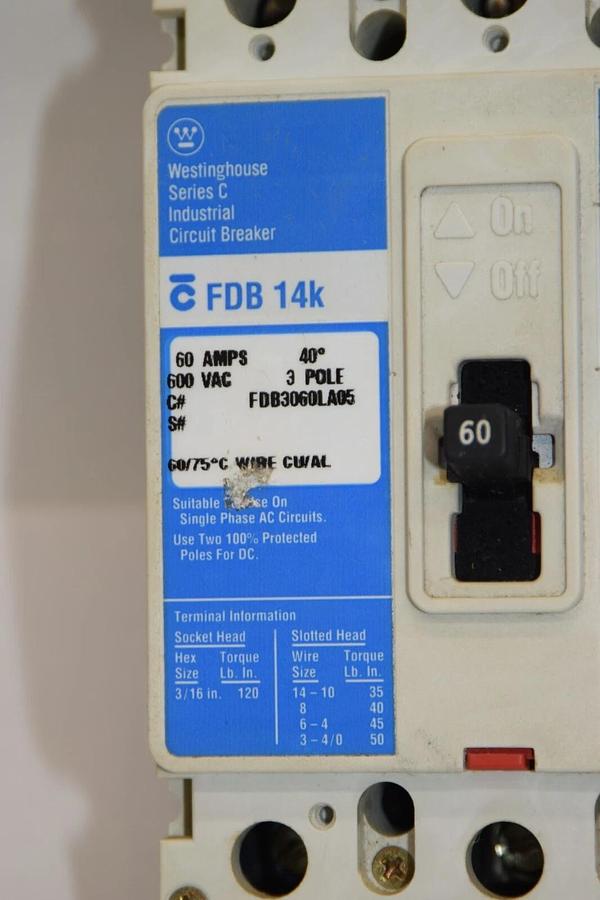 W
Westinghouse
Series C
Industrial
Circuit Breaker
C FDB 14k
60 AMPS 40°
600 VAC 3 POLE
C# FDB3060LA05
S#
60/75°C WIRE CU/AL
Suitable On
Single Phase AC Circuits.
Use Two 100% Protected
Poles For DC.
Terminal Information
Socket Head
Hex Torque
Size Lb. In.
3/16 in. 120
Slotted Head
Wire Torque
Size Lb. In.
14 – 10 35
8 40
6 – 4 45
3 – 4/0 50
On
Off
60